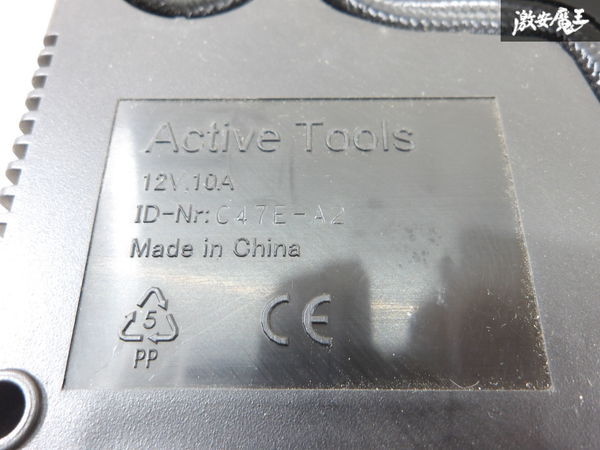 激安魔王
Active Tools
12V.10A
ID-Nr: C47E-A2
Made in China
5
PP
CE